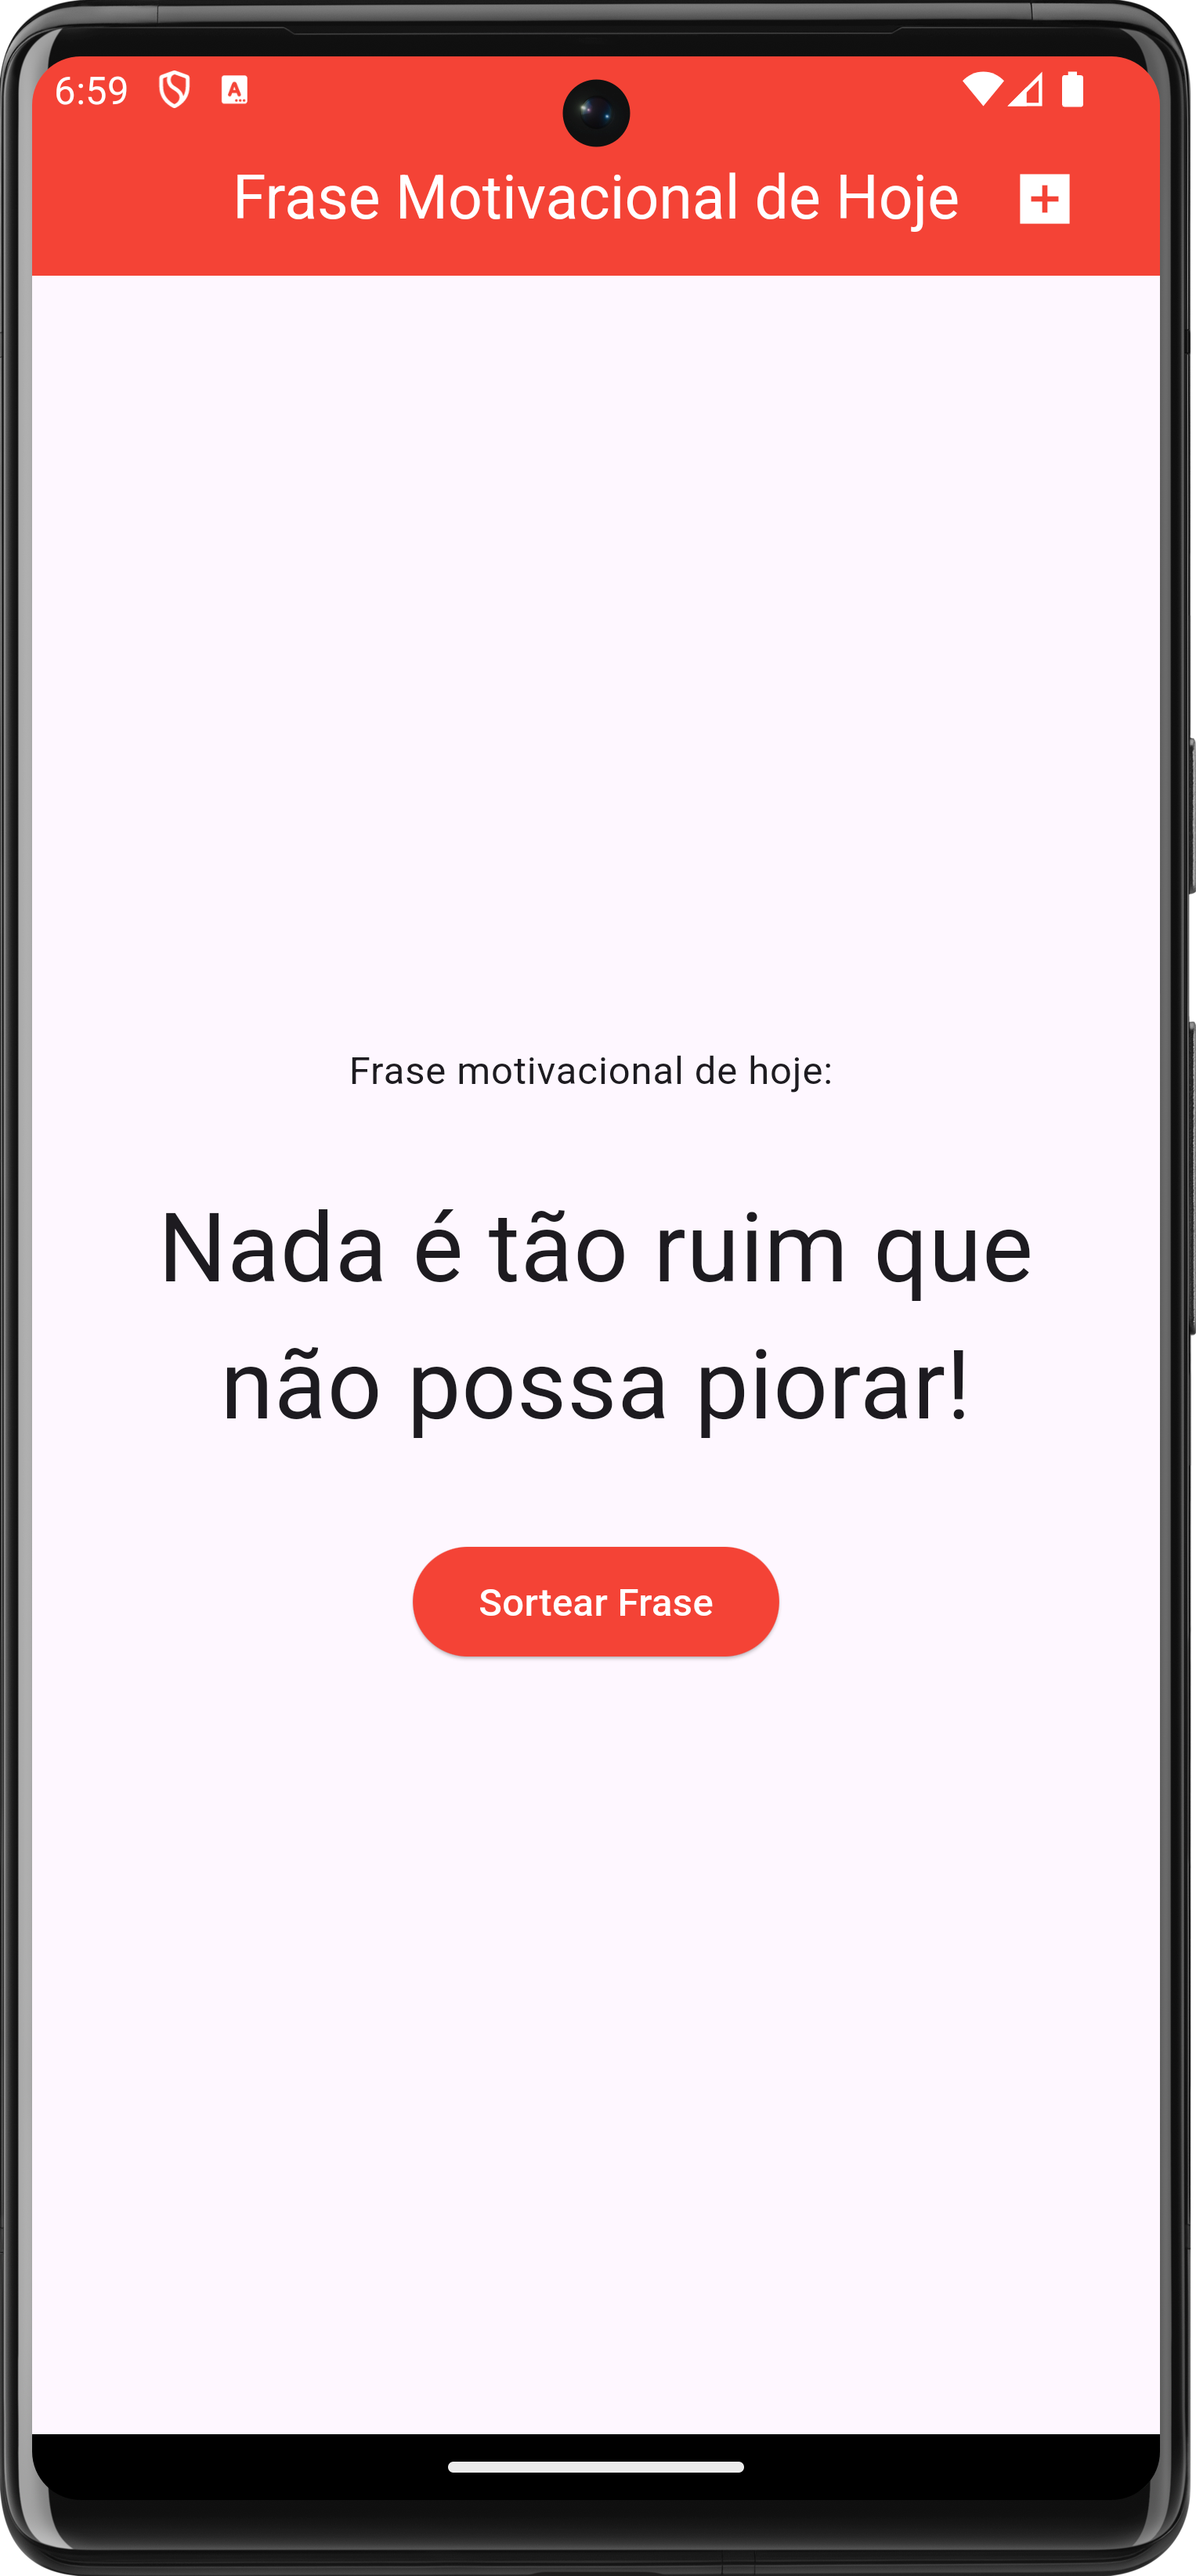 6:59
Frase Motivacional de Hoje
Frase motivacional de hoje:
Nada é tão ruim que
não possa piorar!
Sortear Frase